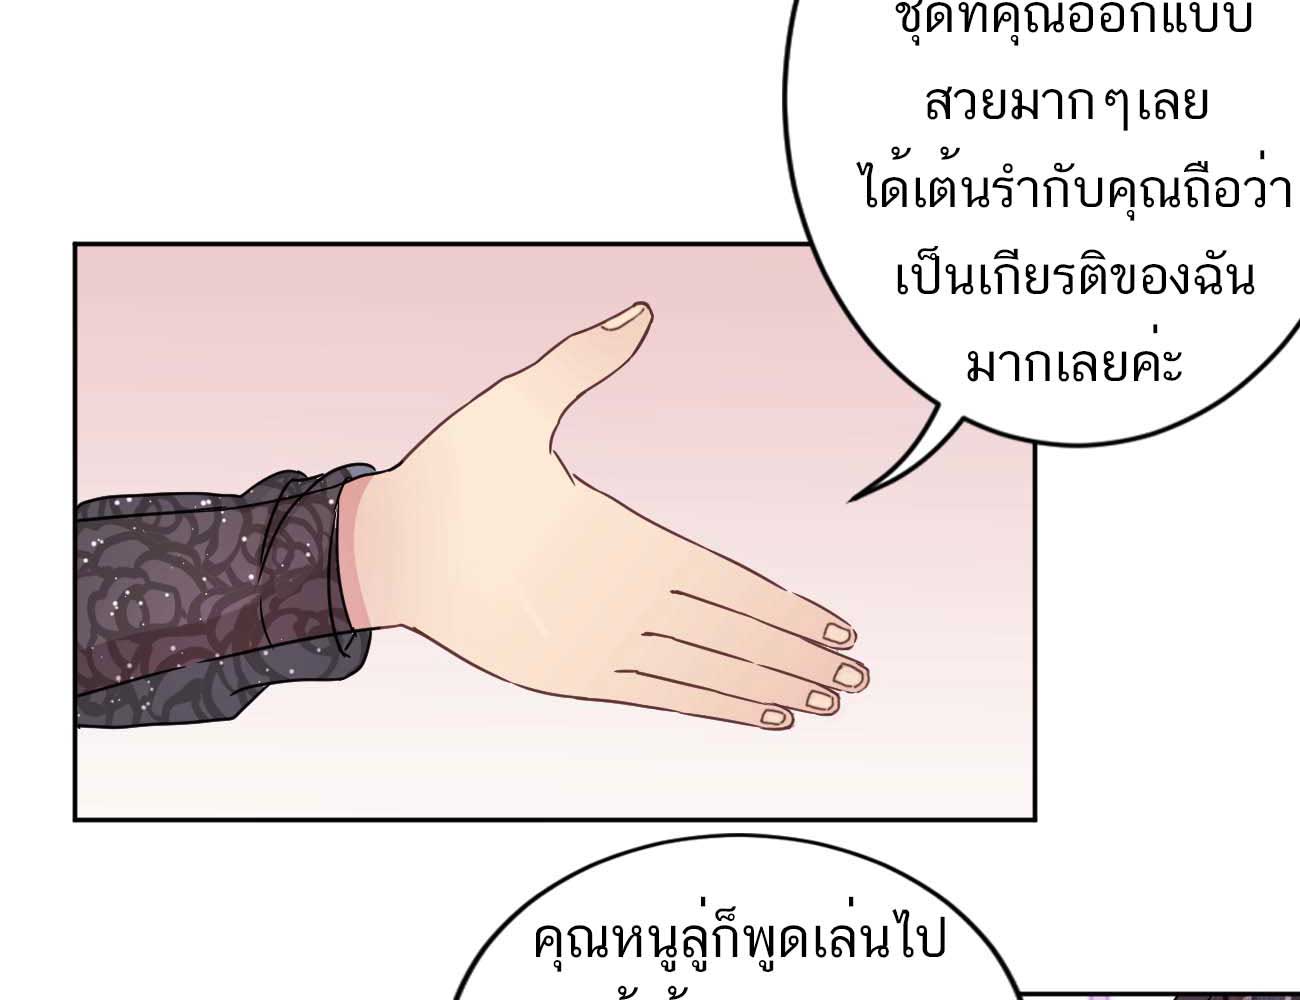 ชุดที่คุณออกแบบ
สวยมากๆเลย
ได้เต้นรำกับคุณถือว่า
เป็นเกียรติของฉัน
มากเลยค่ะ
คุณหนูลู่ก็พูดเล่นไป